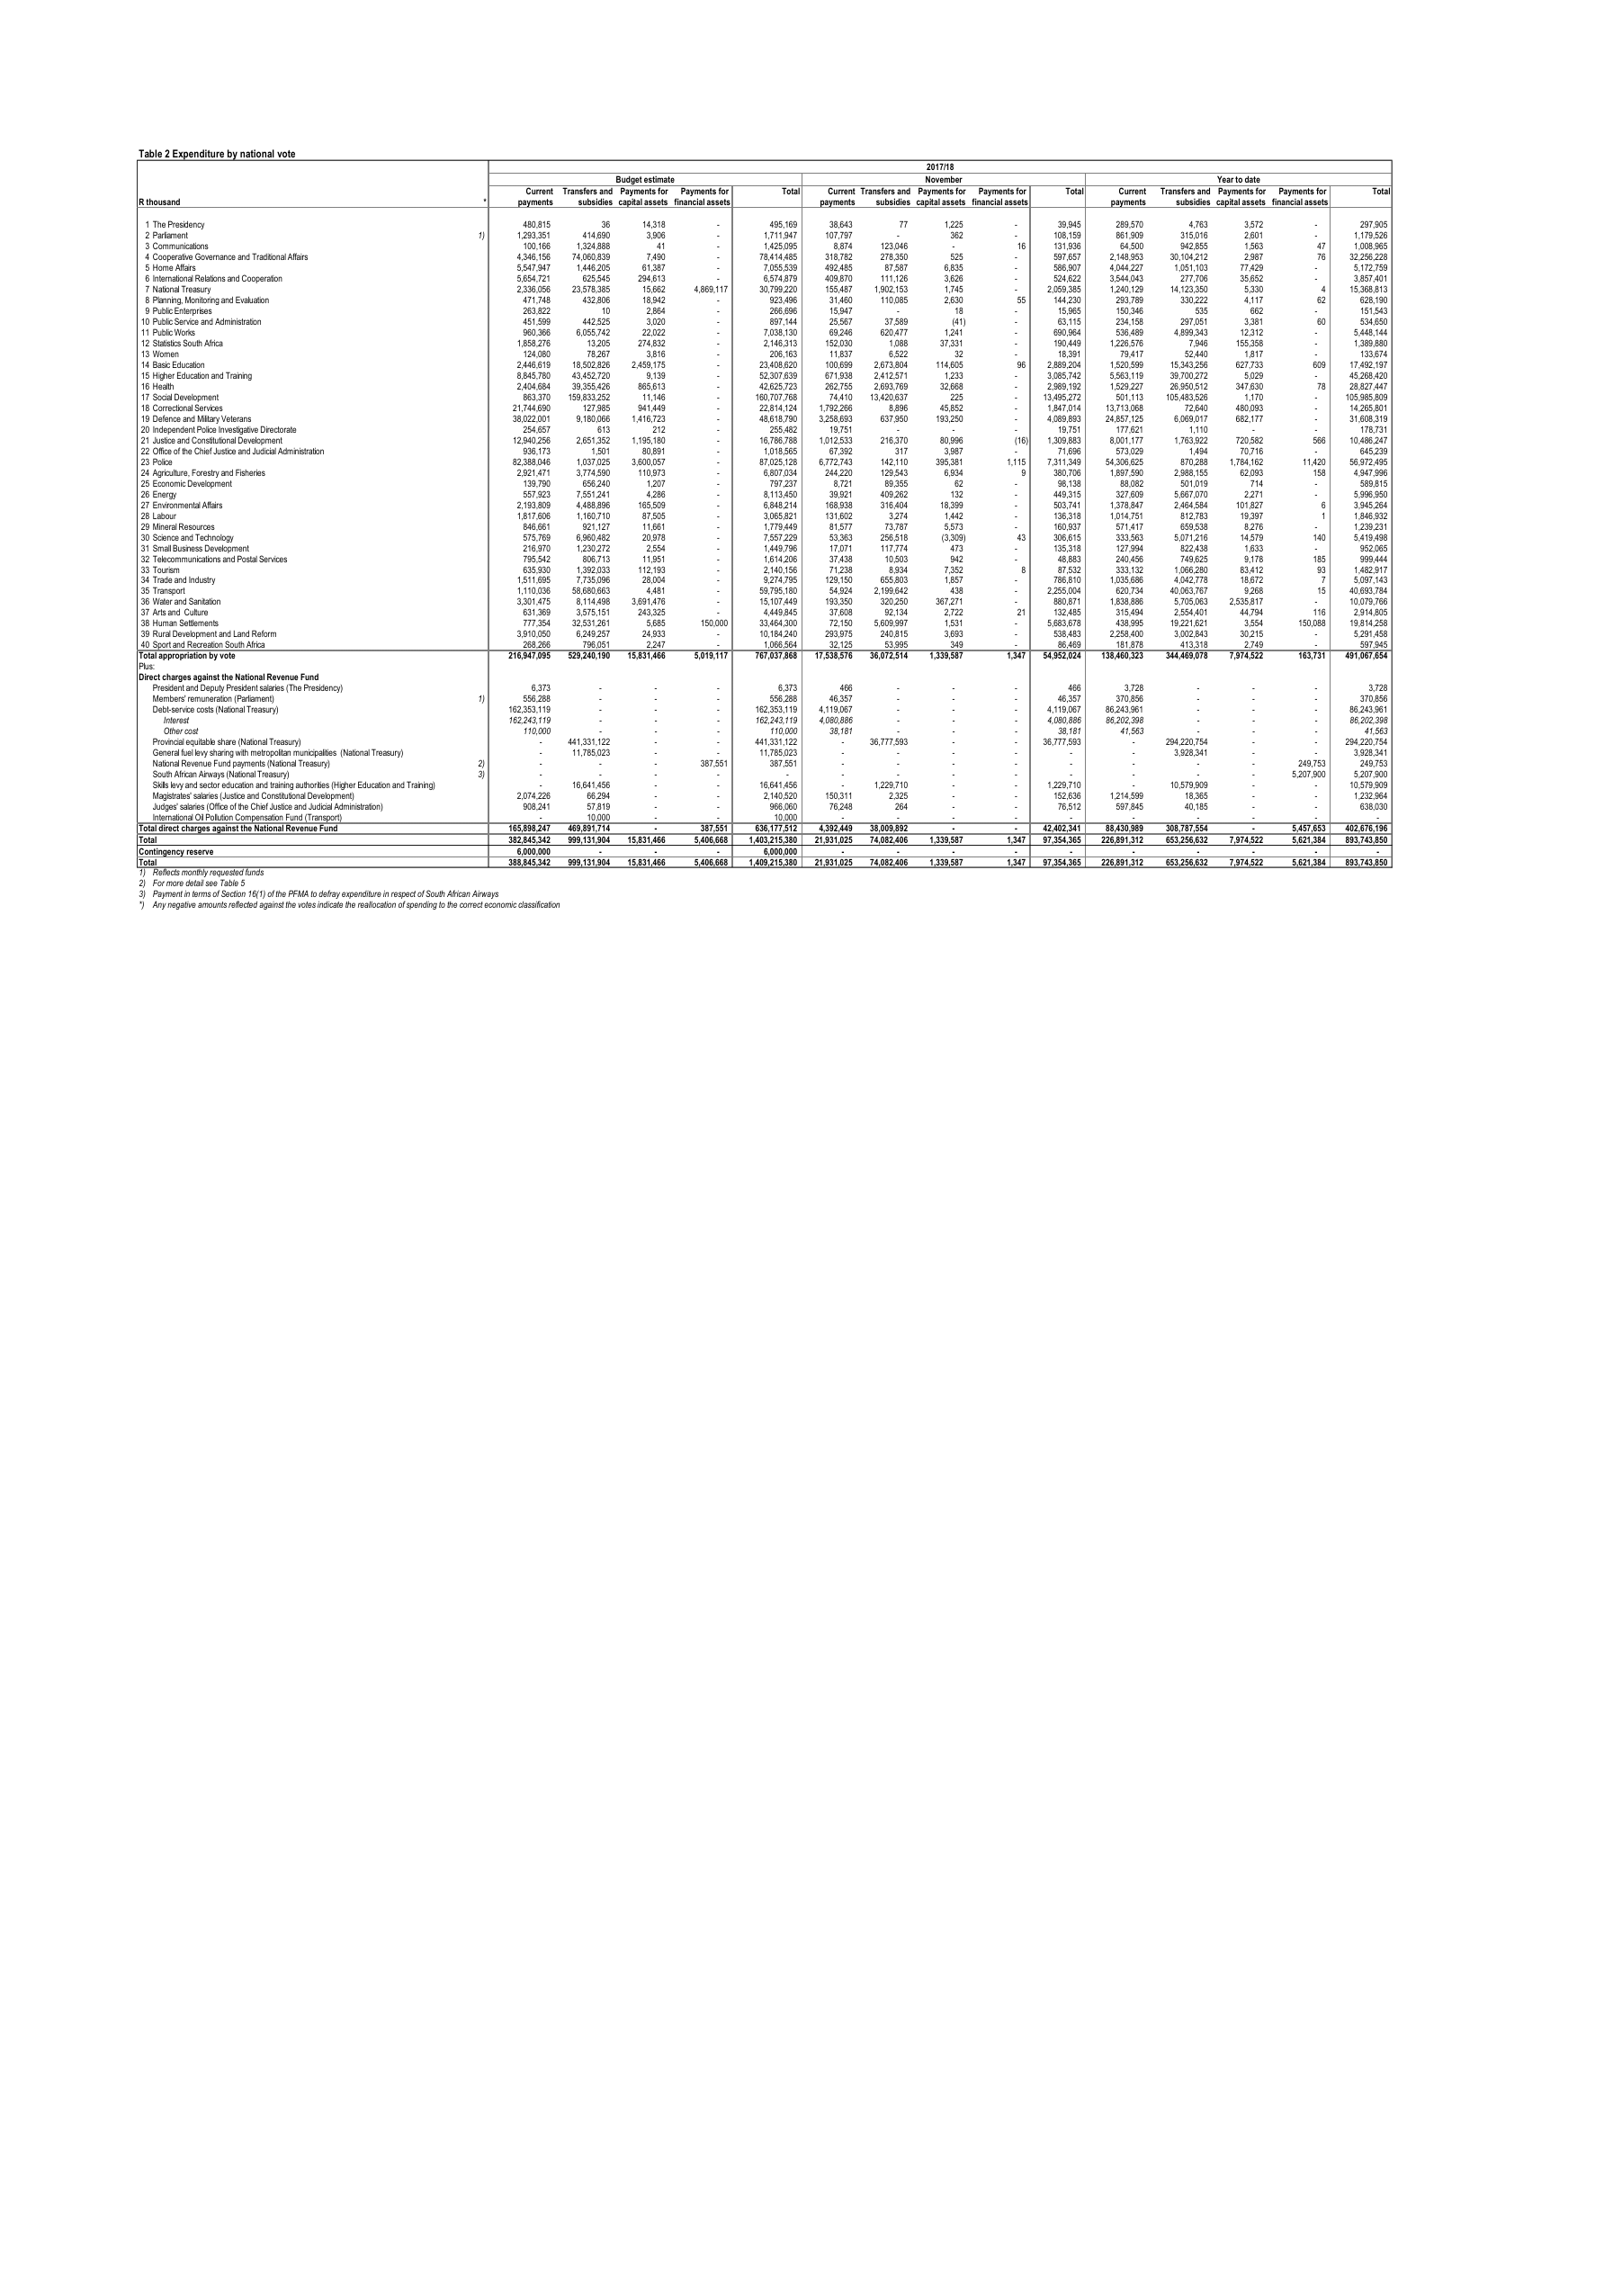 Table 2 Expenditure by national vote
2017/18
Budget estimate November Year to date
Current Transfers and Payments for Payments for Total Current Transfers and Payments for Payments for Total Current Transfers and Payments for Payments for Total
R thousand * payments subsidies capital assets financial assets payments subsidies capital assets financial assets payments subsidies capital assets financial assets
1 The Presidency 480,815 36 14,318 - 495,169 38,643 77 1,225 - 39,945 289,570 4,763 3,572 - 297,905
2 Parliament 1) 1,293,351 414,690 3,906 - 1,711,947 107,797 - 362 - 108,159 861,909 315,016 2,601 - 1,179,526
3 Communications 100,166 1,324,888 41 - 1,425,095 8,874 123,046 - 16 131,936 64,500 942,855 1,563 47 1,008,965
4 Cooperative Governance and Traditional Affairs 4,346,156 74,060,839 7,490 - 78,414,485 318,782 278,350 525 - 597,657 2,148,953 30,104,212 2,987 76 32,256,228
5 Home Affairs 5,547,947 1,446,205 61,387 - 7,055,539 492,485 87,587 6,835 - 586,907 4,044,227 1,051,103 77,429 - 5,172,759
6 International Relations and Cooperation 5,654,721 625,545 294,613 - 6,574,879 409,870 111,126 3,626 - 524,622 3,544,043 277,706 35,652 - 3,857,401
7 National Treasury 2,336,056 23,578,385 15,662 4,869,117 30,799,220 155,487 1,902,153 1,745 - 2,059,385 1,240,129 14,123,350 5,330 4 15,368,813
8 Planning, Monitoring and Evaluation 471,748 432,806 18,942 - 923,496 31,460 110,085 2,630 55 144,230 293,789 330,222 4,117 62 628,190
9 Public Enterprises 263,822 10 2,864 - 266,696 15,947 - 18 - 15,965 150,346 535 662 - 151,543
10 Public Service and Administration 451,599 442,525 3,020 - 897,144 25,567 37,589 (41) - 63,115 234,158 297,051 3,381 60 534,650
11 Public Works 960,366 6,055,742 22,022 - 7,038,130 69,246 620,477 1,241 - 690,964 536,489 4,899,343 12,312 - 5,448,144
12 Statistics South Africa 1,858,276 13,205 274,832 - 2,146,313 152,030 1,088 37,331 - 190,449 1,226,576 7,946 155,358 - 1,389,880
13 Women 124,080 78,267 3,816 - 206,163 11,837 6,522 32 - 18,391 79,417 52,440 1,817 - 133,674
14 Basic Education 2,446,619 18,502,826 2,459,175 - 23,408,620 100,699 2,673,804 114,605 96 2,889,204 1,520,599 15,343,256 627,733 609 17,492,197
15 Higher Education and Training 8,845,780 43,452,720 9,139 - 52,307,639 671,938 2,412,571 1,233 - 3,085,742 5,563,119 39,700,272 5,029 - 45,268,420
16 Health 2,404,684 39,355,426 865,613 - 42,625,723 262,755 2,693,769 32,668 - 2,989,192 1,529,227 26,950,512 347,630 78 28,827,447
17 Social Development 863,370 159,833,252 11,146 - 160,707,768 74,410 13,420,637 225 - 13,495,272 501,113 105,483,526 1,170 - 105,985,809
18 Correctional Services 21,744,690 127,985 941,449 - 22,814,124 1,792,266 8,896 45,852 - 1,847,014 13,713,068 72,640 480,093 - 14,265,801
19 Defence and Military Veterans 38,022,001 9,180,066 1,416,723 - 48,618,790 3,258,693 637,950 193,250 - 4,089,893 24,857,125 6,069,017 682,177 - 31,608,319
20 Independent Police Investigative Directorate 254,657 613 212 - 255,482 19,751 - - - 19,751 177,621 1,110 - - 178,731
21 Justice and Constitutional Development 12,940,256 2,651,352 1,195,180 - 16,786,788 1,012,533 216,370 80,996 (16) 1,309,883 8,001,177 1,763,922 720,582 566 10,486,247
22 Office of the Chief Justice and Judicial Administration 936,173 1,501 80,891 - 1,018,565 67,392 317 3,987 - 71,696 573,029 1,494 70,716 - 645,239
23 Police 82,388,046 1,037,025 3,600,057 - 87,025,128 6,772,743 142,110 395,381 1,115 7,311,349 54,306,625 870,288 1,784,162 11,420 56,972,495
24 Agriculture, Forestry and Fisheries 2,921,471 3,774,590 110,973 - 6,807,034 244,220 129,543 6,934 9 380,706 1,897,590 2,988,155 62,093 158 4,947,996
25 Economic Development 139,790 656,240 1,207 - 797,237 8,721 89,355 62 - 98,138 88,082 501,019 714 - 589,815
26 Energy 557,923 7,551,241 4,286 - 8,113,450 39,921 409,262 132 - 449,315 327,609 5,667,070 2,271 - 5,996,950
27 Environmental Affairs 2,193,809 4,488,896 165,509 - 6,848,214 168,938 316,404 18,399 - 503,741 1,378,847 2,464,584 101,827 6 3,945,264
28 Labour 1,817,606 1,160,710 87,505 - 3,065,821 131,602 3,274 1,442 - 136,318 1,014,751 812,783 19,397 1 1,846,932
29 Mineral Resources 846,661 921,127 11,661 - 1,779,449 81,577 73,787 5,573 - 160,937 571,417 659,538 8,276 - 1,239,231
30 Science and Technology 575,769 6,960,482 20,978 - 7,557,229 53,363 256,518 (3,309) 43 306,615 333,563 5,071,216 14,579 140 5,419,498
31 Small Business Development 216,970 1,230,272 2,554 - 1,449,796 17,071 117,774 473 - 135,318 127,994 822,438 1,633 - 952,065
32 Telecommunications and Postal Services 795,542 806,713 11,951 - 1,614,206 37,438 10,503 942 - 48,883 240,456 749,625 9,178 185 999,444
33 Tourism 635,930 1,392,033 112,193 - 2,140,156 71,238 8,934 7,352 8 87,532 333,132 1,066,280 83,412 93 1,482,917
34 Trade and Industry 1,511,695 7,735,096 28,004 - 9,274,795 129,150 655,803 1,857 - 786,810 1,035,686 4,042,778 18,672 7 5,097,143
35 Transport 1,110,036 58,680,663 4,481 - 59,795,180 54,924 2,199,642 438 - 2,255,004 620,734 40,063,767 9,268 15 40,693,784
36 Water and Sanitation 3,301,475 8,114,498 3,691,476 - 15,107,449 193,350 320,250 367,271 - 880,871 1,838,886 5,705,063 2,535,817 - 10,079,766
37 Arts and Culture 631,369 3,575,151 243,325 - 4,449,845 37,608 92,134 2,722 21 132,485 315,494 2,554,401 44,794 116 2,914,805
38 Human Settlements 777,354 32,531,261 5,685 150,000 33,464,300 72,150 5,609,997 1,531 - 5,683,678 438,995 19,221,621 3,554 150,088 19,814,258
39 Rural Development and Land Reform 3,910,050 6,249,257 24,933 - 10,184,240 293,975 240,815 3,693 - 538,483 2,258,400 3,002,843 30,215 - 5,291,458
40 Sport and Recreation South Africa 268,266 796,051 2,247 - 1,066,564 32,125 53,995 349 - 86,469 181,878 413,318 2,749 - 597,945
Total appropriation by vote 216,947,095 529,240,190 15,831,466 5,019,117 767,037,868 17,538,576 36,072,514 1,339,587 1,347 54,952,024 138,460,323 344,469,078 7,974,522 163,731 491,067,654
Plus:
Direct charges against the National Revenue Fund
President and Deputy President salaries (The Presidency) 6,373 - - - 6,373 466 - - - 466 3,728 - - - 3,728
Members' remuneration (Parliament) 1) 556,288 - - - 556,288 46,357 - - - 46,357 370,856 - - - 370,856
Debt-service costs (National Treasury) 162,353,119 - - - 162,353,119 4,119,067 - - - 4,119,067 86,243,961 - - - 86,243,961
Interest 162,243,119 - - - 162,243,119 4,080,886 - - - 4,080,886 86,202,398 - - - 86,202,398
Other cost 110,000 - - - 110,000 38,181 - - - 38,181 41,563 - - - 41,563
Provincial equitable share (National Treasury) - 441,331,122 - - 441,331,122 - 36,777,593 - - 36,777,593 - 294,220,754 - - 294,220,754
General fuel levy sharing with metropolitan municipalities (National Treasury) - 11,785,023 - - 11,785,023 - - - - - - 3,928,341 - - 3,928,341
National Revenue Fund payments (National Treasury) 2) - - - 387,551 387,551 - - - - - - - - 249,753 249,753
South African Airways (National Treasury) 3) - - - - - - - - - - - - - 5,207,900 5,207,900
Skills levy and sector education and training authorities (Higher Education and Training) - 16,641,456 - - 16,641,456 - 1,229,710 - - 1,229,710 - 10,579,909 - - 10,579,909
Magistrates' salaries (Justice and Constitutional Development) 2,074,226 66,294 - - 2,140,520 150,311 2,325 - - 152,636 1,214,599 18,365 - - 1,232,964
Judges' salaries (Office of the Chief Justice and Judicial Administration) 908,241 57,819 - - 966,060 76,248 264 - - 76,512 597,845 40,185 - - 638,030
International Oil Pollution Compensation Fund (Transport) - 10,000 - - 10,000 - - - - - - - - - -
Total direct charges against the National Revenue Fund 165,898,247 469,891,714 - 387,551 636,177,512 4,392,449 38,009,892 - - 42,402,341 88,430,989 308,787,554 - 5,457,653 402,676,196
Total 382,845,342 999,131,904 15,831,466 5,406,668 1,403,215,380 21,931,025 74,082,406 1,339,587 1,347 97,354,365 226,891,312 653,256,632 7,974,522 5,621,384 893,743,850
Contingency reserve 6,000,000 - - - 6,000,000 - - - - - - - - - -
Total 388,845,342 999,131,904 15,831,466 5,406,668 1,409,215,380 21,931,025 74,082,406 1,339,587 1,347 97,354,365 226,891,312 653,256,632 7,974,522 5,621,384 893,743,850
1) Reflects monthly requested funds
2) For more detail see Table 5
3) Payment in terms of Section 16(1) of the PFMA to defray expenditure in respect of South African Airways
*) Any negative amounts reflected against the votes indicate the reallocation of spending to the correct economic classification